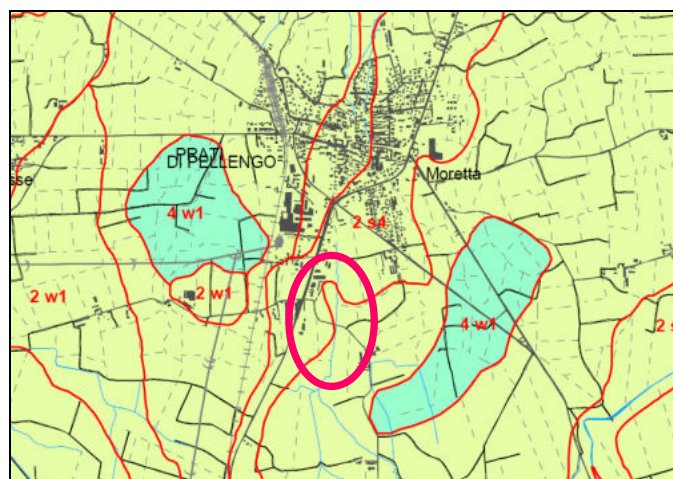 PRATI
DI PELLENGO
sse
Moretta
4 w1
2 s4
2 w1
2 w1
4 w1
2 s